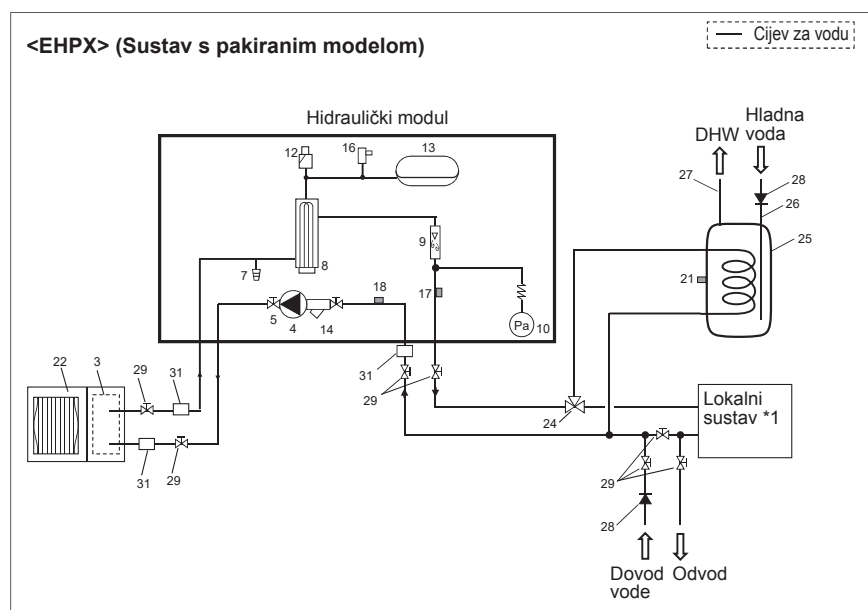 <EHPX> (Sustav s pakiranim modelom)
Cijev za vodu
Hidraulički modul
DHW
Hladna
voda
12
16
13
27
28
26
25
9
7
8
21
18
17
5
4
14
Pa
10
22
3
29
31
31
29
24
Lokalni
sustav *1
31
29
29
28
Dovod
vode
Odvod